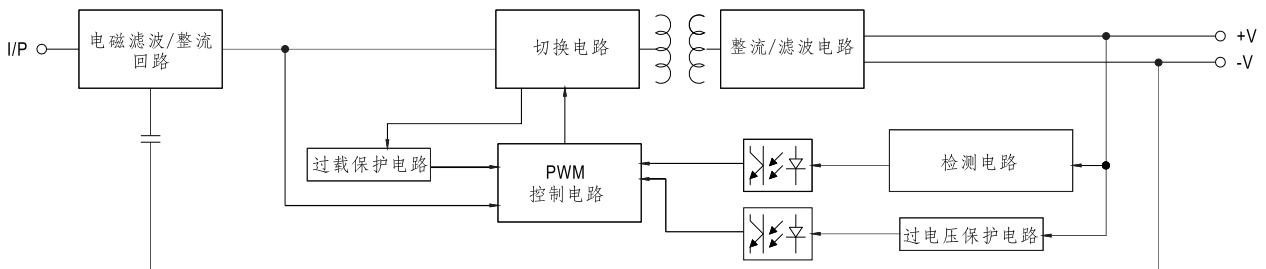 I/P
电磁滤波/整流
回路
切换电路
整流/滤波电路
+V
-V
过载保护电路
PWM
控制电路
检测电路
过电压保护电路